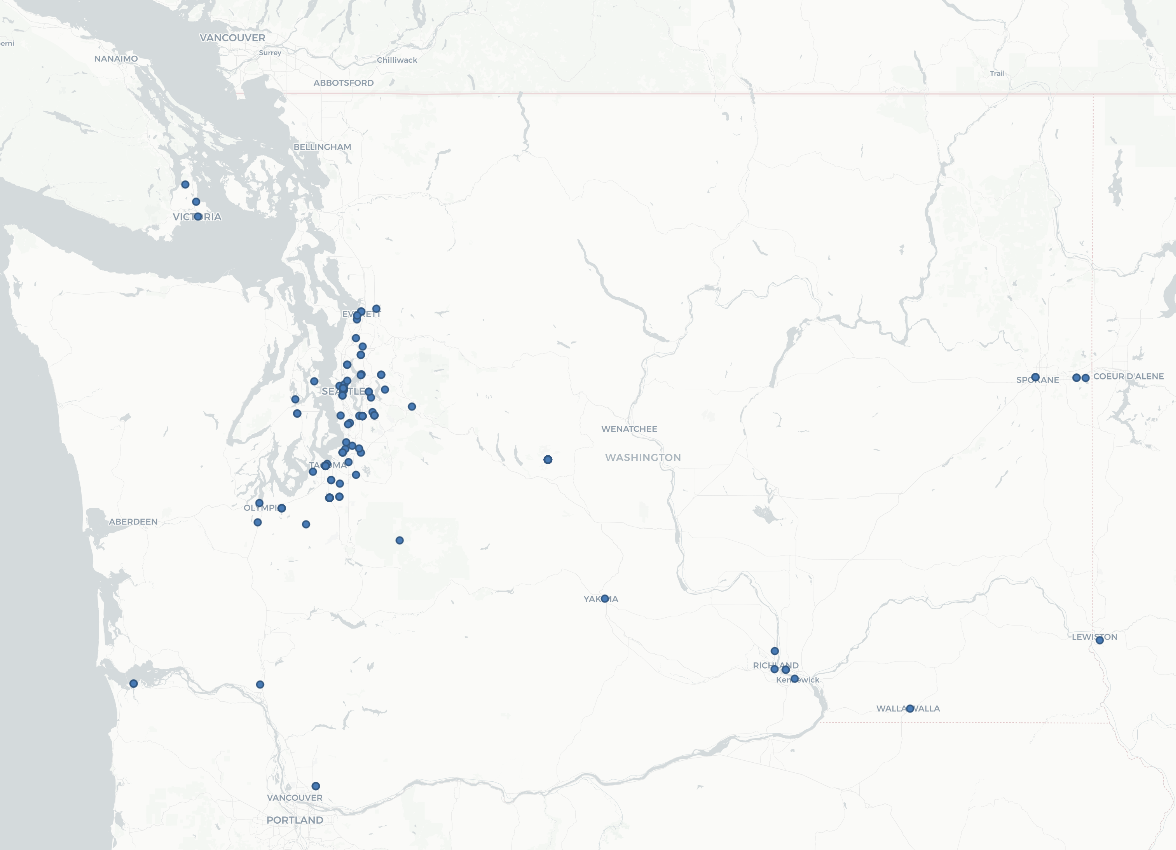 VANCOUVER
Surrey
NANAIMO
Chilliwack
ABBOTSFORD
Trail
BELLINGHAM
VICTORIA
EVERETT
SEATTLE
SPOKANE
COEUR D'ALENE
WENATCHEE
WASHINGTON
TACOMA
OLYMPIA
ABERDEEN
YAKIMA
LEWISTON
RICHLAND
Kennewick
WALLA WALLA
VANCOUVER
PORTLAND